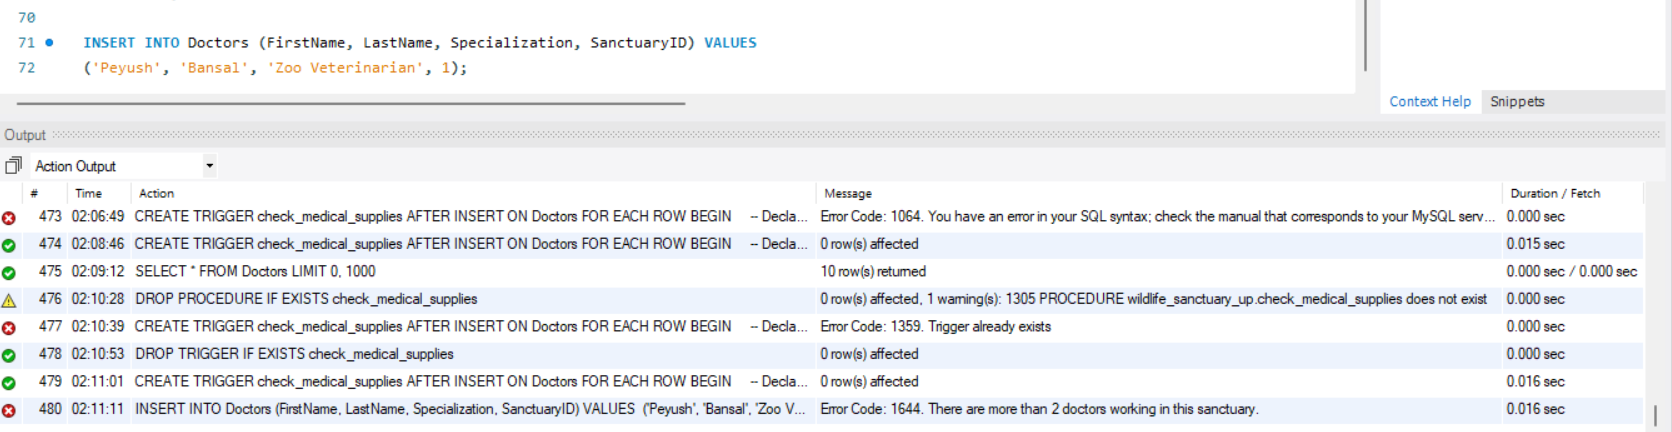 70
71 INSERT INTO Doctors (FirstName, LastName, Specialization, SanctuaryID) VALUES
72 ('Peyush', 'Bansal', 'Zoo Veterinarian', 1);
Context Help Snippets
Output
Action Output
# Time Action Message Duration / Fetch
473 02:06:49 CREATE TRIGGER check_medical_supplies AFTER INSERT ON Doctors FOR EACH ROW BEGIN -- Decla... Error Code: 1064. You have an error in your SQL syntax; check the manual that corresponds to your MySQL serv... 0.000 sec
474 02:08:46 CREATE TRIGGER check_medical_supplies AFTER INSERT ON Doctors FOR EACH ROW BEGIN -- Decla... 0 row(s) affected 0.015 sec
475 02:09:12 SELECT * FROM Doctors LIMIT 0, 1000 10 row(s) returned 0.000 sec / 0.000 sec
476 02:10:28 DROP PROCEDURE IF EXISTS check_medical_supplies 0 row(s) affected, 1 warning(s): 1305 PROCEDURE wildlife_sanctuary_up.check_medical_supplies does not exist 0.000 sec
477 02:10:39 CREATE TRIGGER check_medical_supplies AFTER INSERT ON Doctors FOR EACH ROW BEGIN -- Decla... Error Code: 1359. Trigger already exists 0.000 sec
478 02:10:53 DROP TRIGGER IF EXISTS check_medical_supplies 0 row(s) affected 0.000 sec
479 02:11:01 CREATE TRIGGER check_medical_supplies AFTER INSERT ON Doctors FOR EACH ROW BEGIN -- Decla... 0 row(s) affected 0.016 sec
480 02:11:11 INSERT INTO Doctors (FirstName, LastName, Specialization, SanctuaryID) VALUES ('Peyush', 'Bansal', 'Zoo V... Error Code: 1644. There are more than 2 doctors working in this sanctuary. 0.016 sec